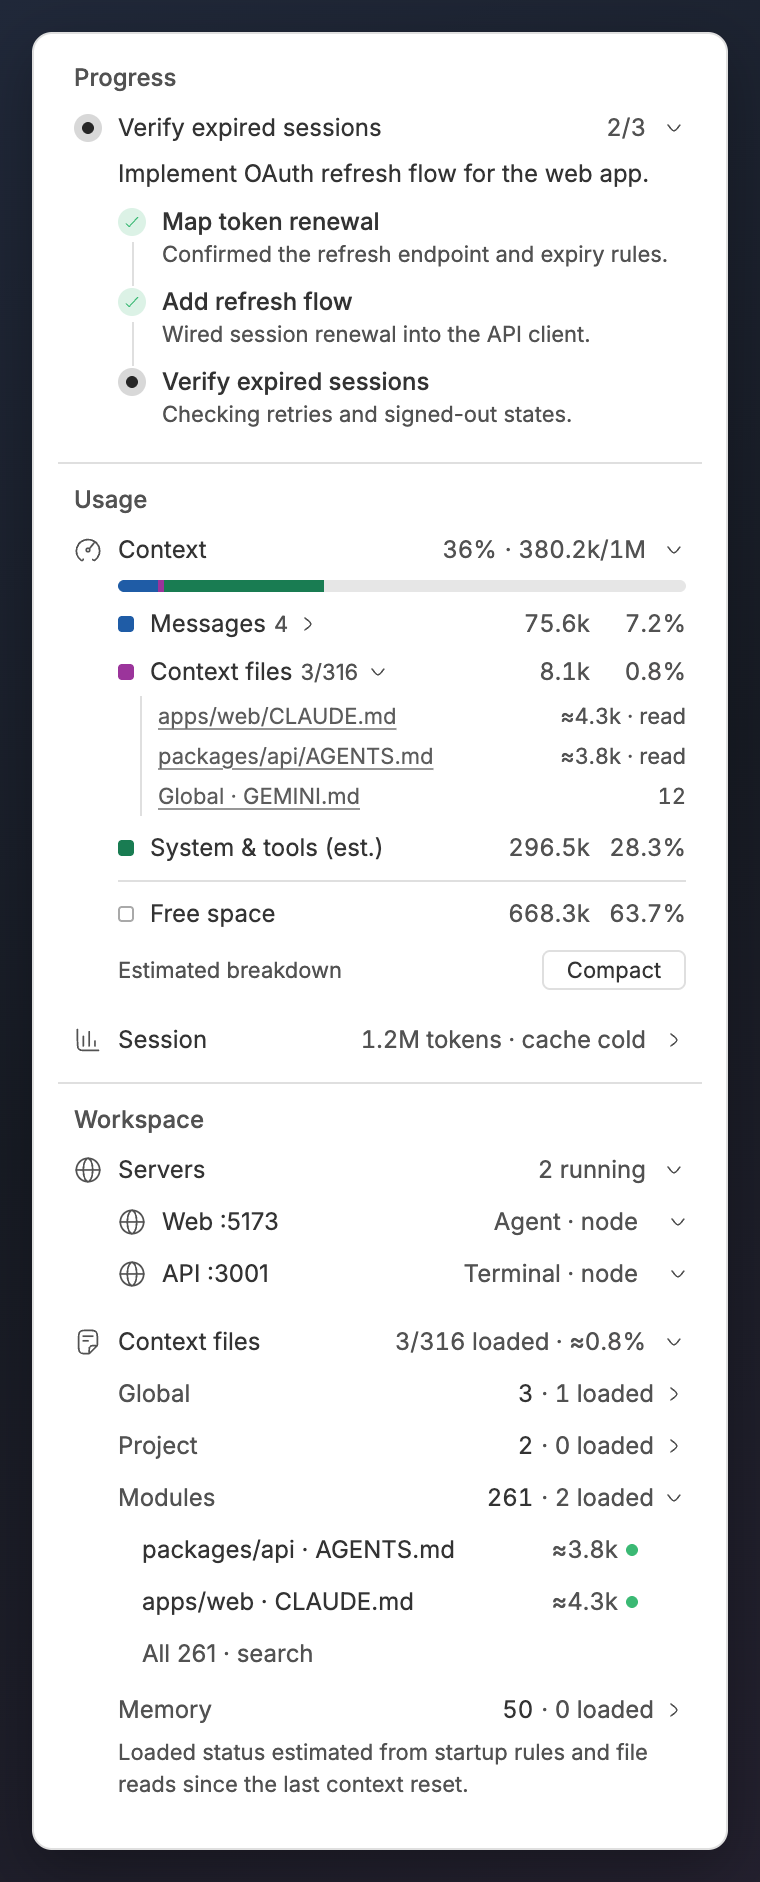 Progress
Verify expired sessions 2/3
Implement OAuth refresh flow for the web app.
Map token renewal
Confirmed the refresh endpoint and expiry rules.
Add refresh flow
Wired session renewal into the API client.
Verify expired sessions
Checking retries and signed-out states.
Usage
Context 36% · 380.2k/1M
Messages 4 75.6k 7.2%
Context files 3/316 8.1k 0.8%
apps/web/CLAUDE.md ≈4.3k · read
packages/api/AGENTS.md ≈3.8k · read
Global · GEMINI.md 12
System & tools (est.) 296.5k 28.3%
Free space 668.3k 63.7%
Estimated breakdown Compact
Session 1.2M tokens · cache cold
Workspace
Servers 2 running
Web :5173 Agent · node
API :3001 Terminal · node
Context files 3/316 loaded · ≈0.8%
Global 3 · 1 loaded
Project 2 · 0 loaded
Modules 261 · 2 loaded
packages/api · AGENTS.md ≈3.8k
apps/web · CLAUDE.md ≈4.3k
All 261 · search
Memory 50 · 0 loaded
Loaded status estimated from startup rules and file
reads since the last context reset.